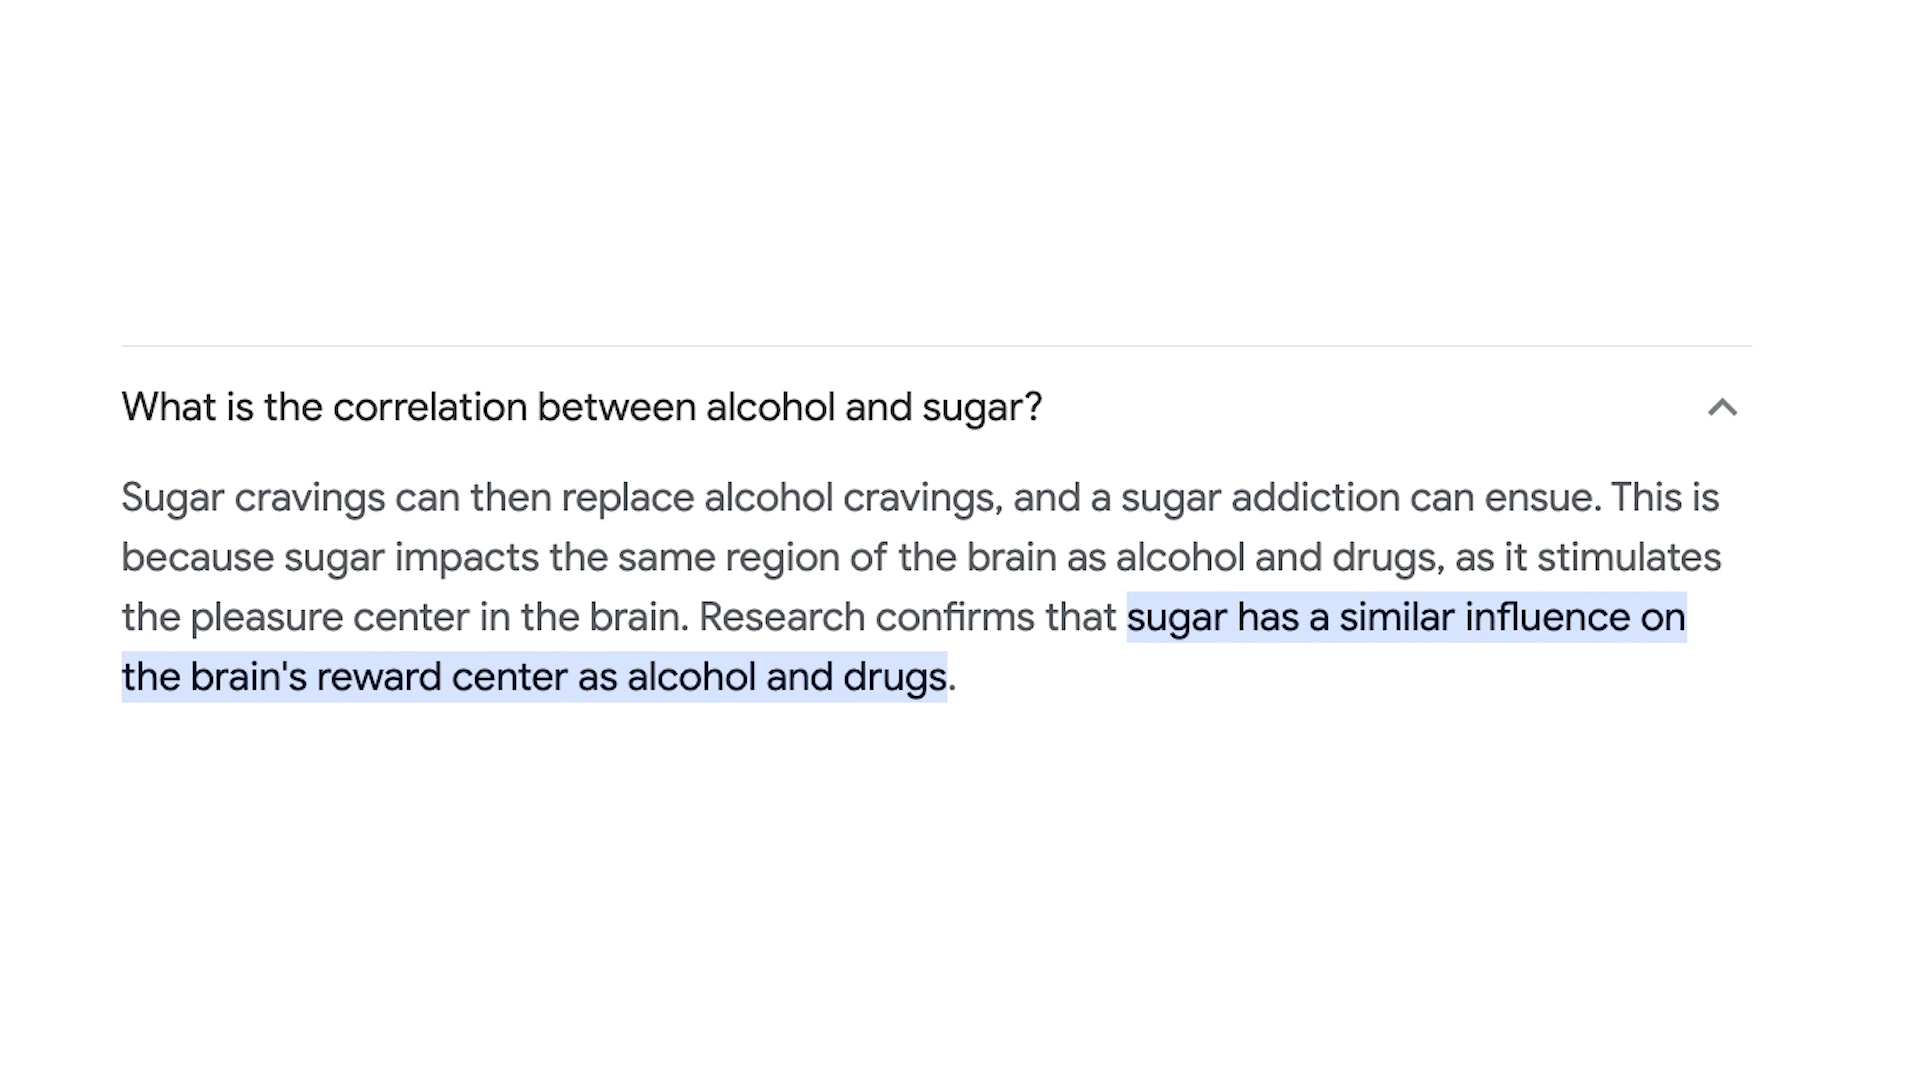 What is the correlation between alcohol and sugar?
Sugar cravings can then replace alcohol cravings, and a sugar addiction can ensue. This is
because sugar impacts the same region of the brain as alcohol and drugs, as it stimulates
the pleasure center in the brain. Research confirms that sugar has a similar influence on
the brain's reward center as alcohol and drugs.